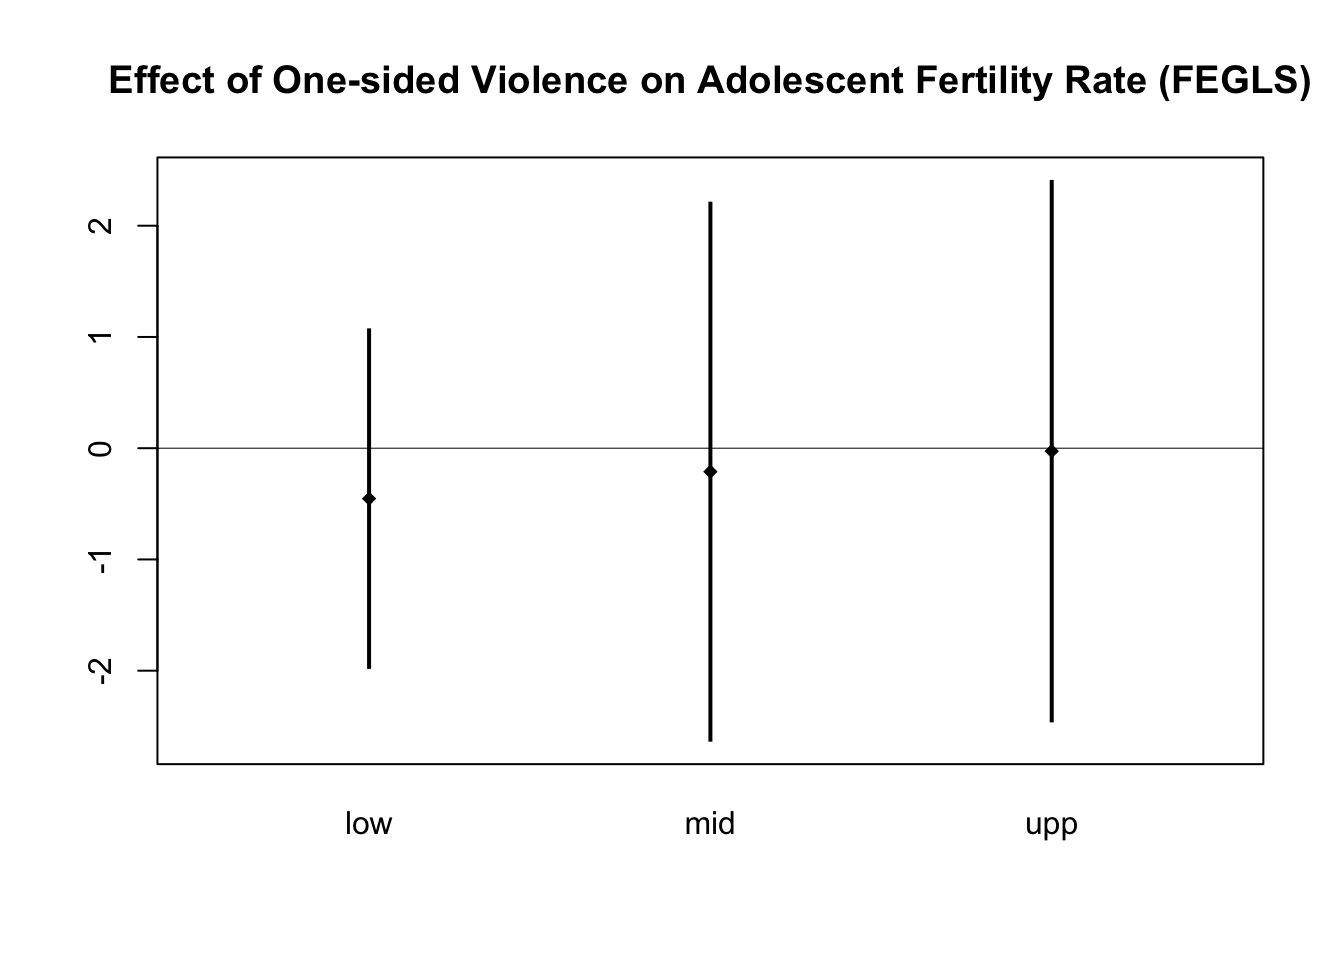 Effect of One-sided Violence on Adolescent Fertility Rate (FEGLS)
2
1
0
-1
-2
low mid upp